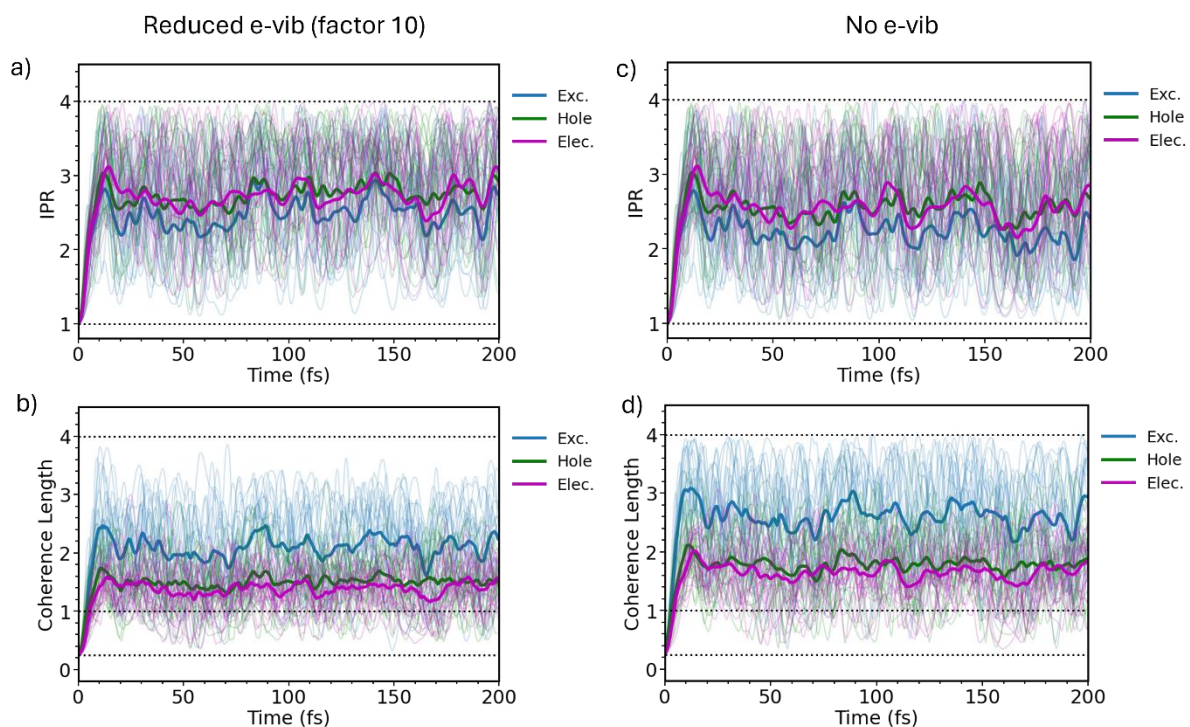 Reduced e-vib (factor 10)
No e-vib
a)
IPR
4
3
2
1
0 50 100 150 200
Time (fs)
Exc.
Hole
Elec.
c)
IPR
4
3
2
1
0 50 100 150 200
Time (fs)
Exc.
Hole
Elec.
b)
Coherence Length
4
3
2
1
0
0 50 100 150 200
Time (fs)
Exc.
Hole
Elec.
d)
Coherence Length
4
3
2
1
0
0 50 100 150 200
Time (fs)
Exc.
Hole
Elec.